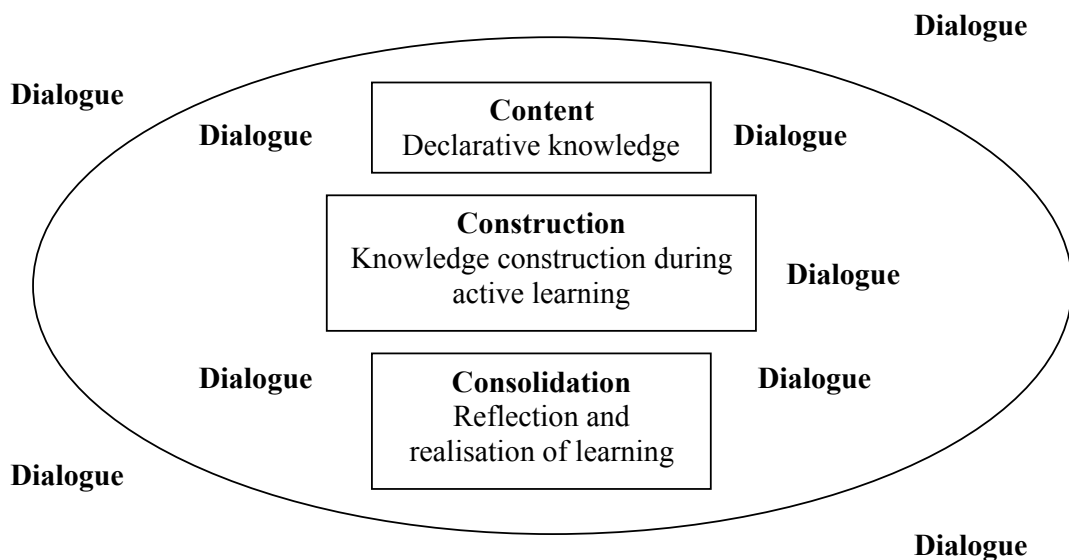 Dialogue
Dialogue
Content
Dialogue
Dialogue
Declarative knowledge
Construction
Knowledge construction during
active learning
Dialogue
Dialogue
Consolidation
Dialogue
Reflection and
realisation of learning
Dialogue
Dialogue